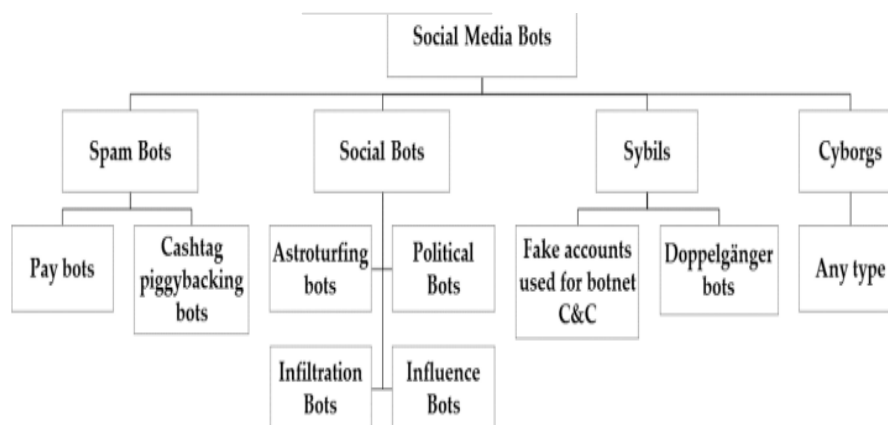 Social Media Bots
Spam Bots
Social Bots
Sybils
Cyborgs
Pay bots
Cashtag
piggybacking
bots
Astroturfing
bots
Political
Bots
Fake accounts
used for botnet
C&C
Doppelgänger
bots
Any type
Infiltration
Bots
Influence
Bots